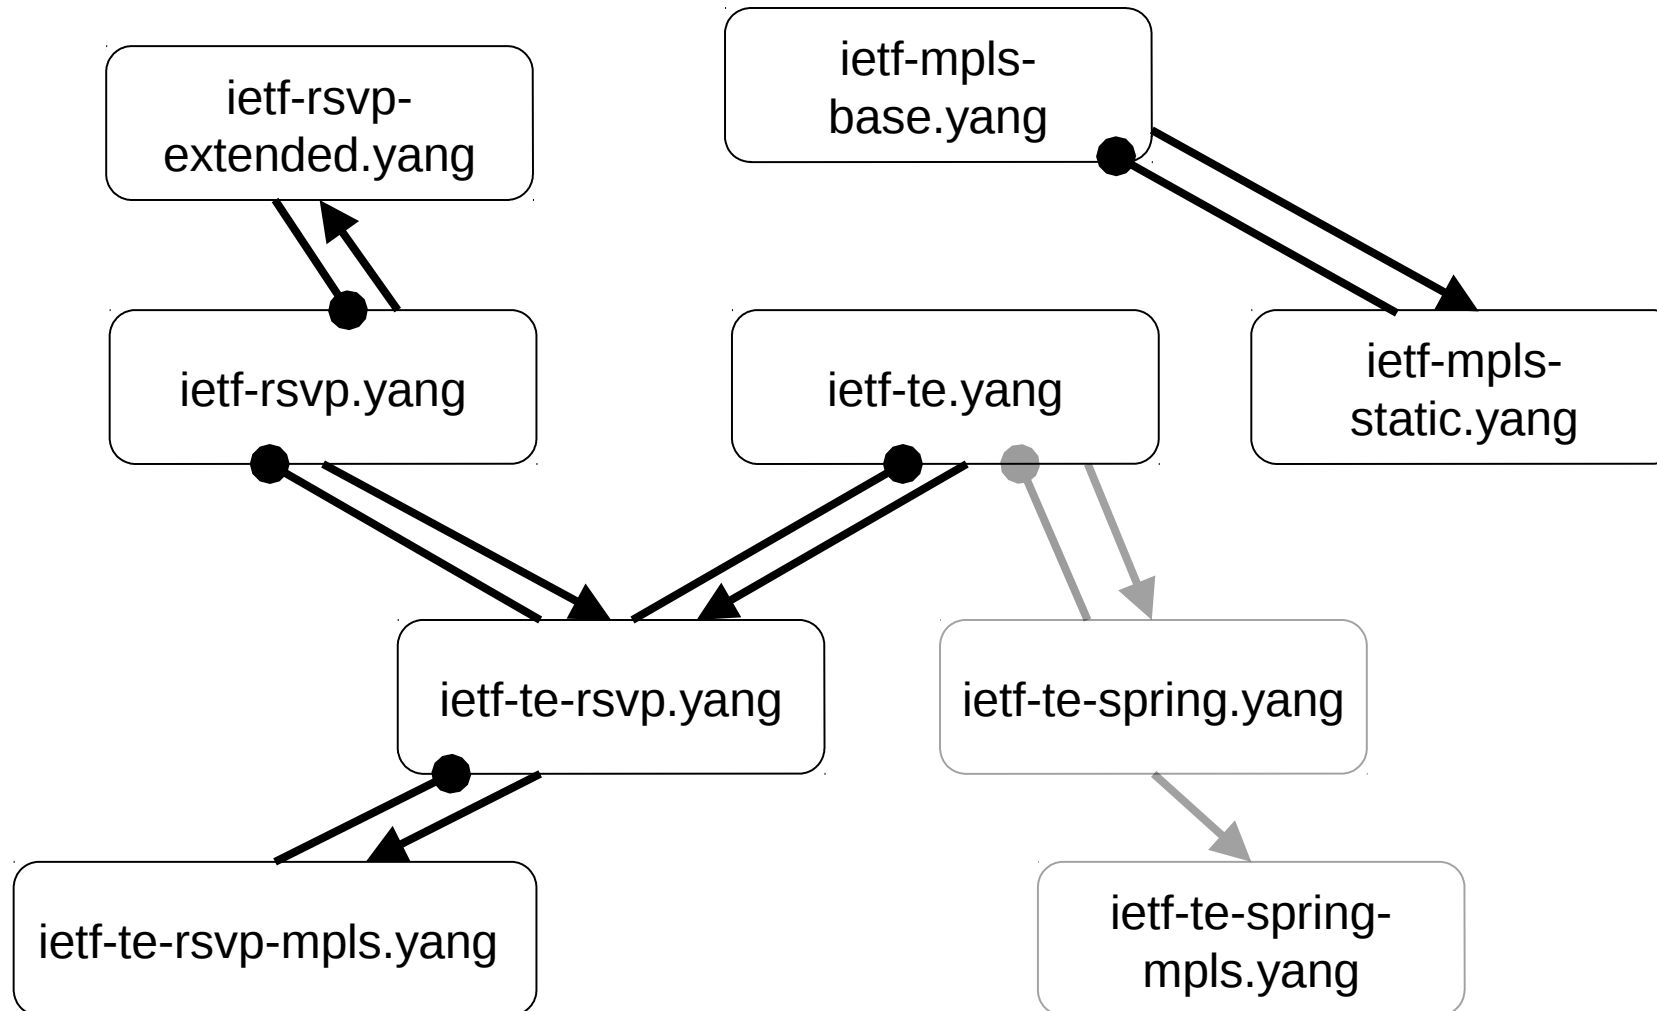 ietf-mpls-
base.yang
ietf-rsvp-
extended.yang
ietf-rsvp.yang
ietf-te.yang
ietf-mpls-
static.yang
ietf-te-rsvp.yang
ietf-te-spring.yang
ietf-te-rsvp-mpls.yang
ietf-te-spring-
mpls.yang